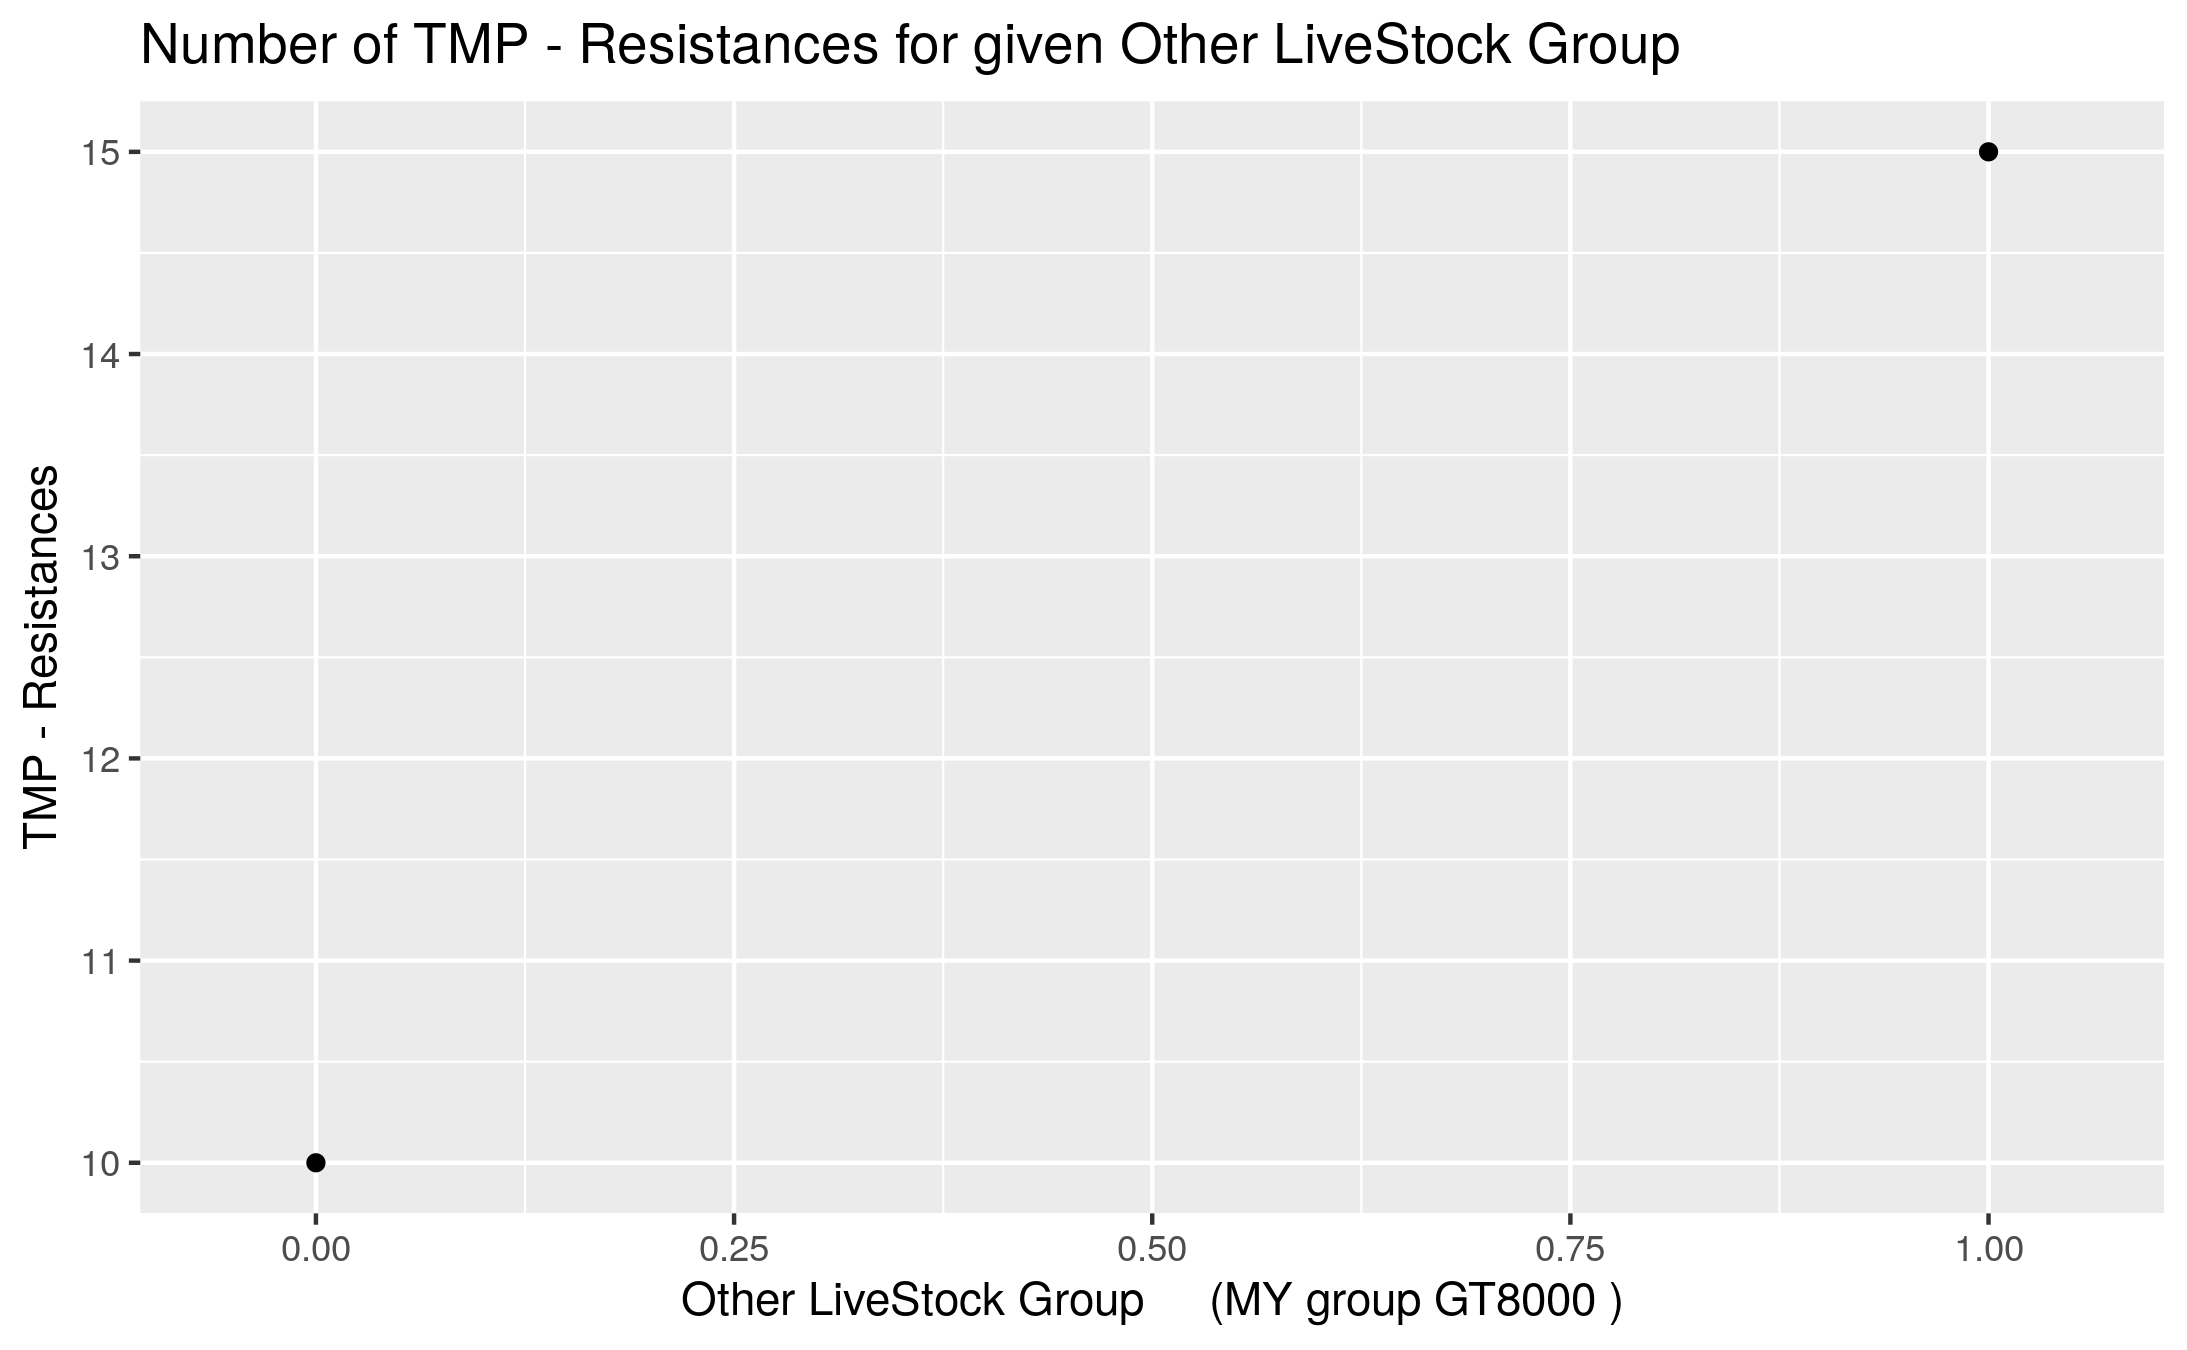 Number of TMP - Resistances for given Other LiveStock Group
TMP - Resistances
15
14
13
12
11
10
0.00 0.25 0.50 0.75 1.00
Other LiveStock Group (MY group GT8000 )